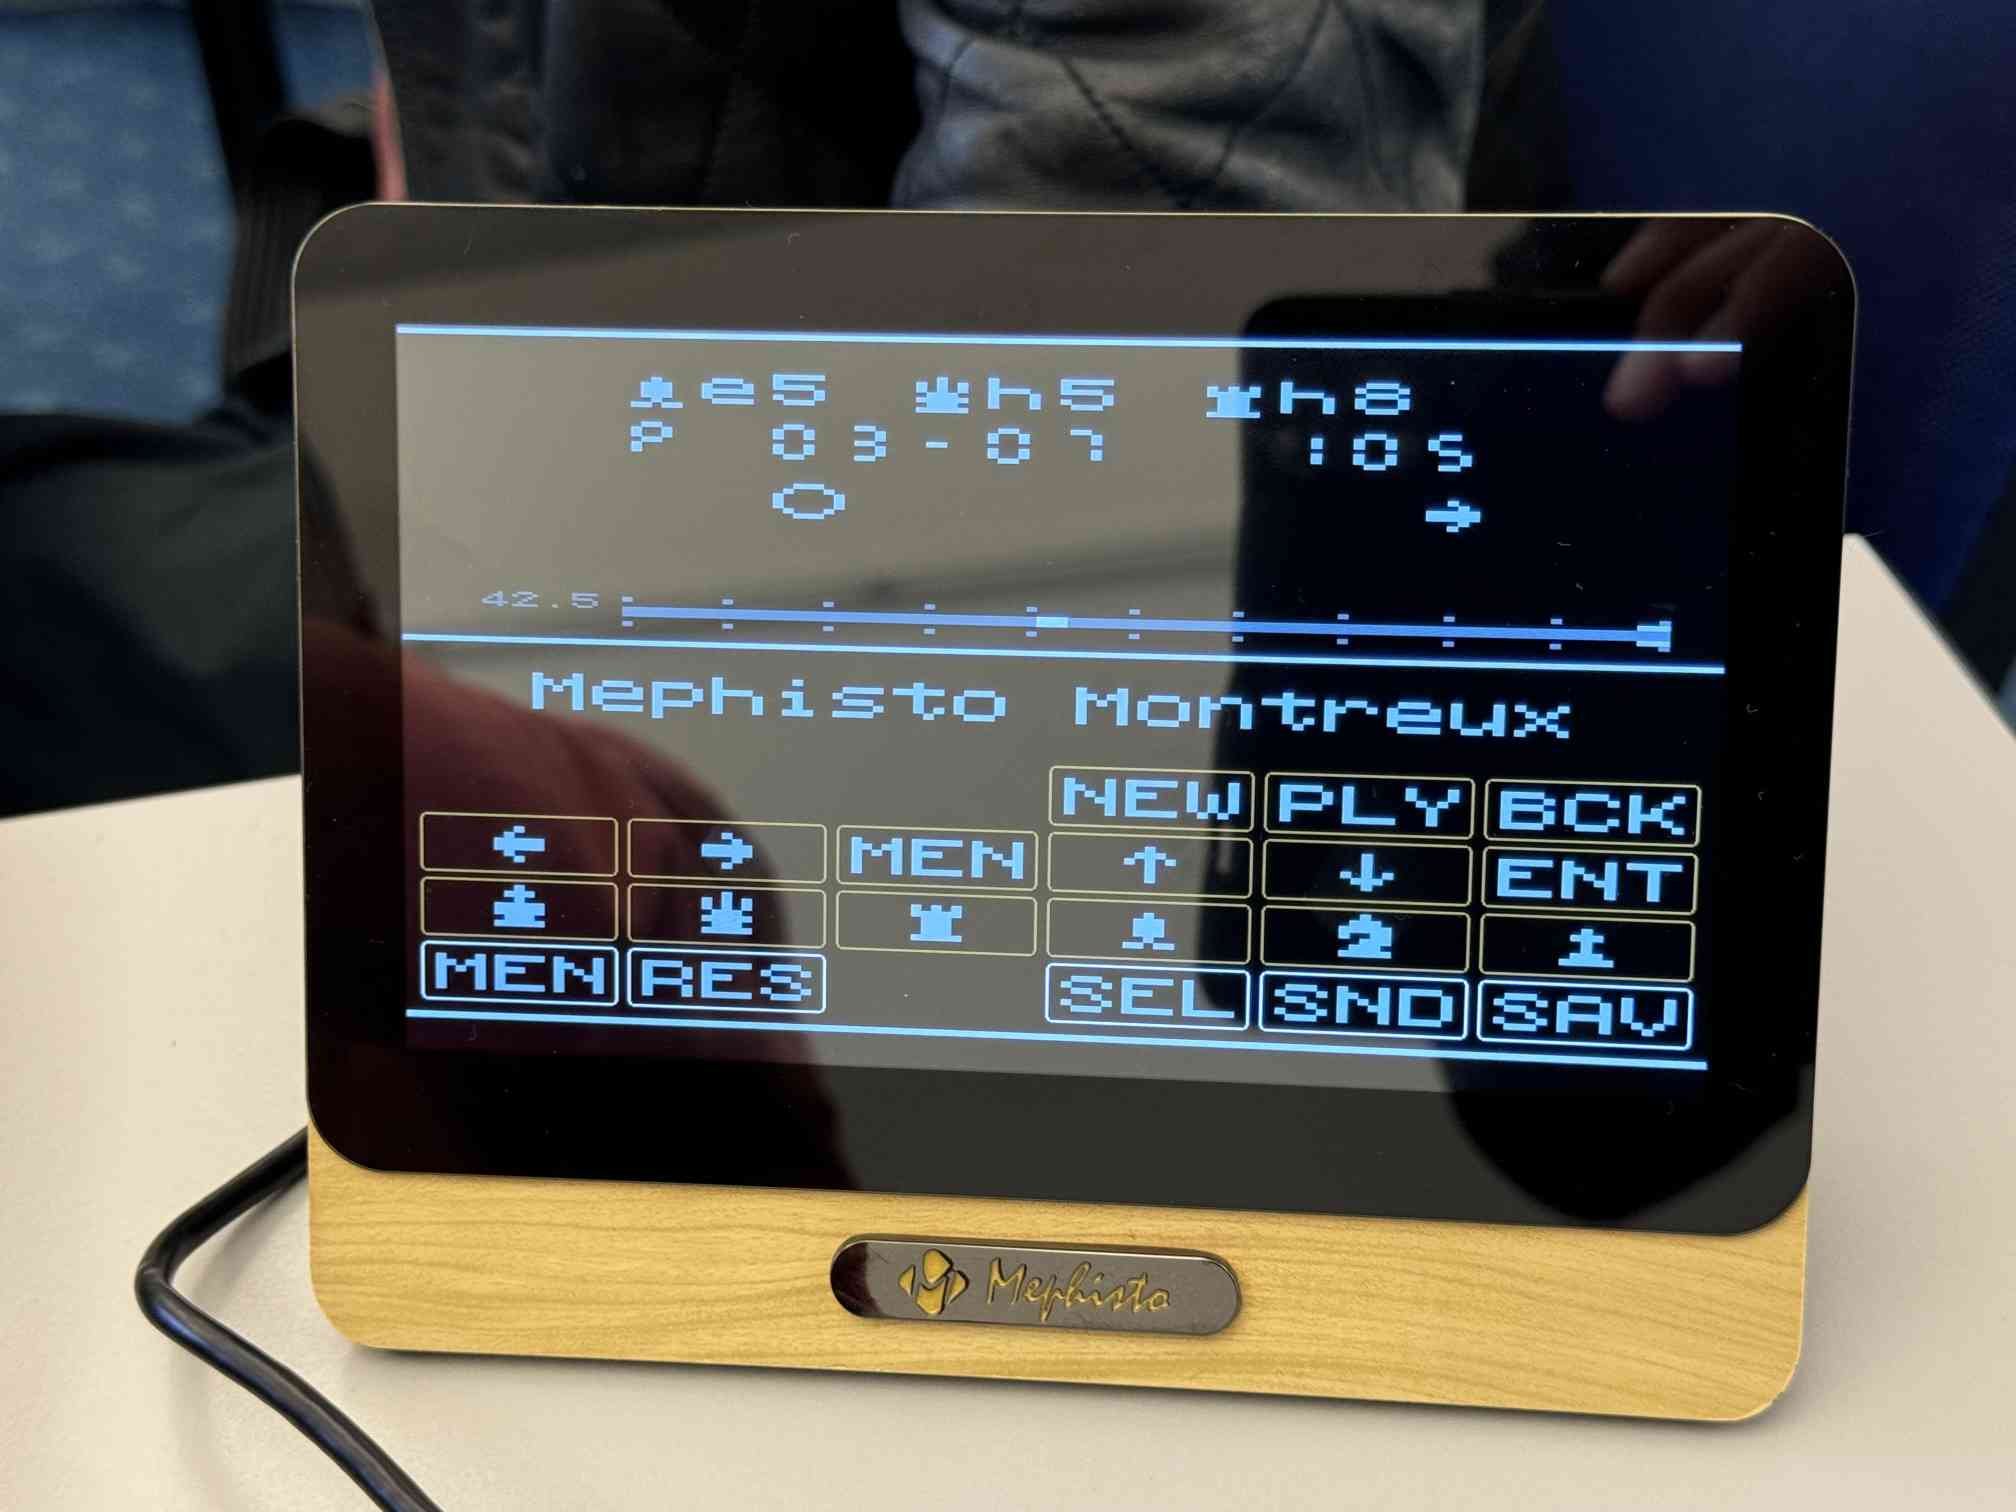 ♟e5 ♛h5 ♜h8
P 03-07 10S
→
42.5
Mephisto Montreux
NEW PLY BCK
← → MEN ↑ ↓ ENT
♚ ♛ ♜ ♟ ♞ ♝
MEN RES SEL SND SAV
Mephisto